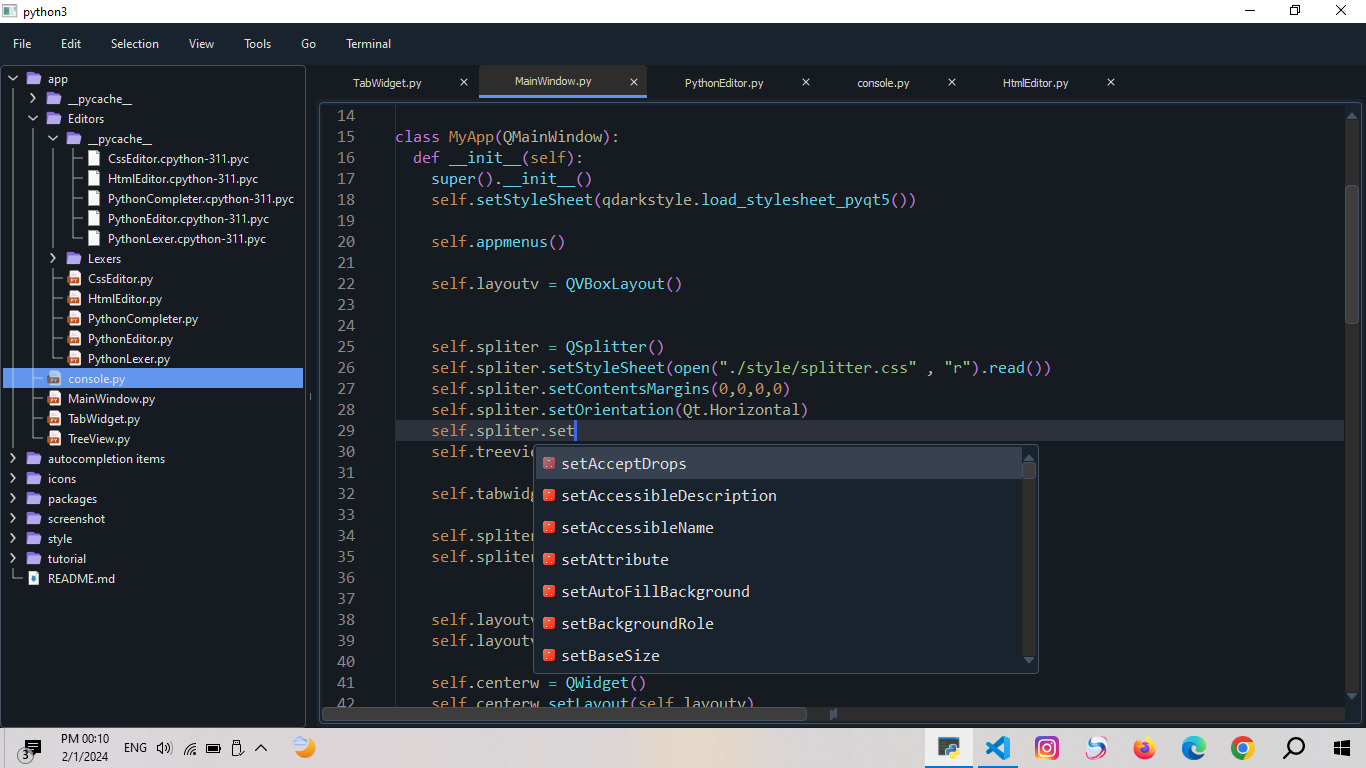 python3
File Edit Selection View Tools Go Terminal
app
__pycache__
Editors
__pycache__
CssEditor.cpython-311.pyc
HtmlEditor.cpython-311.pyc
PythonCompleter.cpython-311.pyc
PythonEditor.cpython-311.pyc
PythonLexer.cpython-311.pyc
Lexers
CssEditor.py
HtmlEditor.py
PythonCompleter.py
PythonEditor.py
PythonLexer.py
console.py
MainWindow.py
TabWidget.py
TreeView.py
autocompletion items
icons
packages
screenshot
style
tutorial
README.md
TabWidget.py MainWindow.py PythonEditor.py console.py HtmlEditor.py
14
15 class MyApp(QMainWindow):
16 def __init__(self):
17 super().__init__()
18 self.setStyleSheet(qdarkstyle.load_stylesheet_pyqt5())
19
20 self.appmenus()
21
22 self.layoutv = QVBoxLayout()
23
24
25 self.spliter = QSplitter()
26 self.spliter.setStyleSheet(open("./style/splitter.css" , "r").read())
27 self.spliter.setContentsMargins(0,0,0,0)
28 self.spliter.setOrientation(Qt.Horizontal)
29 self.spliter.set
30 self.treevie
31
32 self.tabwidg
33
34 self.spliter
35 self.spliter
36
37
38 self.layoutv
39 self.layoutv
40
41 self.centerw = QWidget()
42 self.centerw.setLayout(self.layoutv)
setAcceptDrops
setAccessibleDescription
setAccessibleName
setAttribute
setAutoFillBackground
setBackgroundRole
setBaseSize
3
PM 00:10
2/1/2024
ENG